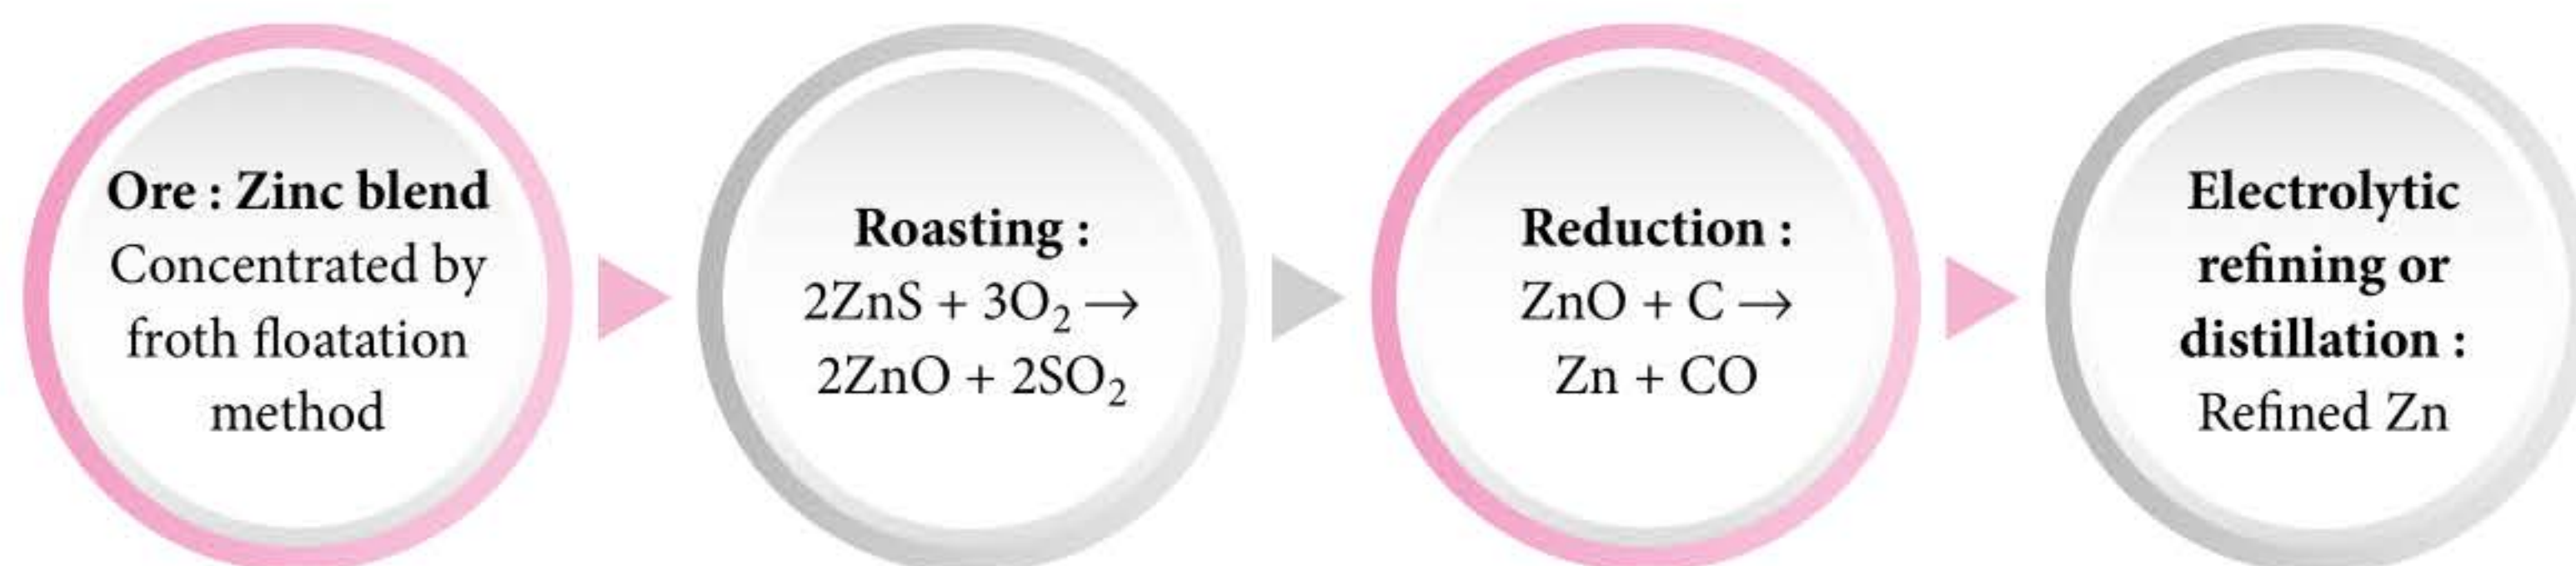 Ore : Zinc blend
Concentrated by
froth floatation
method
Roasting :
2ZnS + 3O₂ →
2ZnO + 2SO₂
Reduction :
ZnO + C →
Zn + CO
Electrolytic
refining or
distillation :
Refined Zn